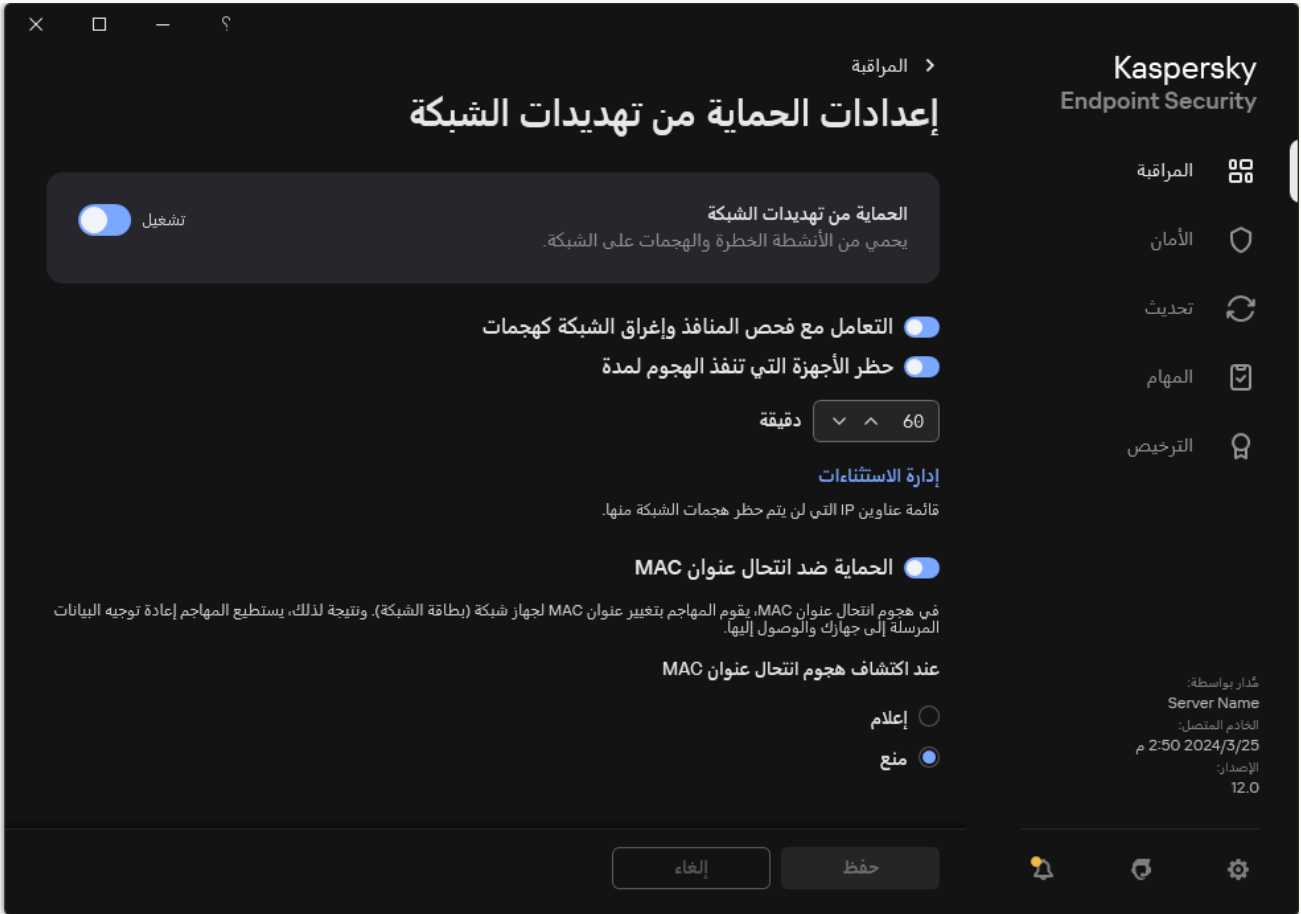 ؟
Kaspersky
Endpoint Security
المراقبة
الأمان
تحديث
المهام
الترخيص
مُدار بواسطة:
Server Name
الخادم المتصل:
2024/3/25 2:50 م
الإصدار:
12.0
المراقبة
إعدادات الحماية من تهديدات الشبكة
الحماية من تهديدات الشبكة
يحمي من الأنشطة الخطرة والهجمات على الشبكة.
تشغيل
التعامل مع فحص المنافذ وإغراق الشبكة كهجمات
حظر الأجهزة التي تنفذ الهجوم لمدة
60 دقيقة
إدارة الاستثناءات
قائمة عناوين IP التي لن يتم حظر هجمات الشبكة منها.
الحماية ضد انتحال عنوان MAC
في هجوم انتحال عنوان MAC، يقوم المهاجم بتغيير عنوان MAC لجهاز شبكة (بطاقة الشبكة). ونتيجة لذلك، يستطيع المهاجم إعادة توجيه البيانات
المرسلة إلى جهازك والوصول إليها.
عند اكتشاف هجوم انتحال عنوان MAC
إعلام
منع
حفظ
إلغاء